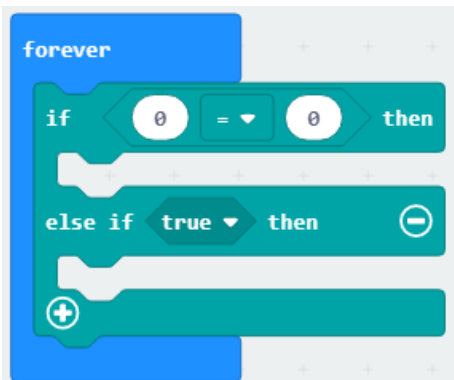 forever
if 0 = 0 then
else if true then